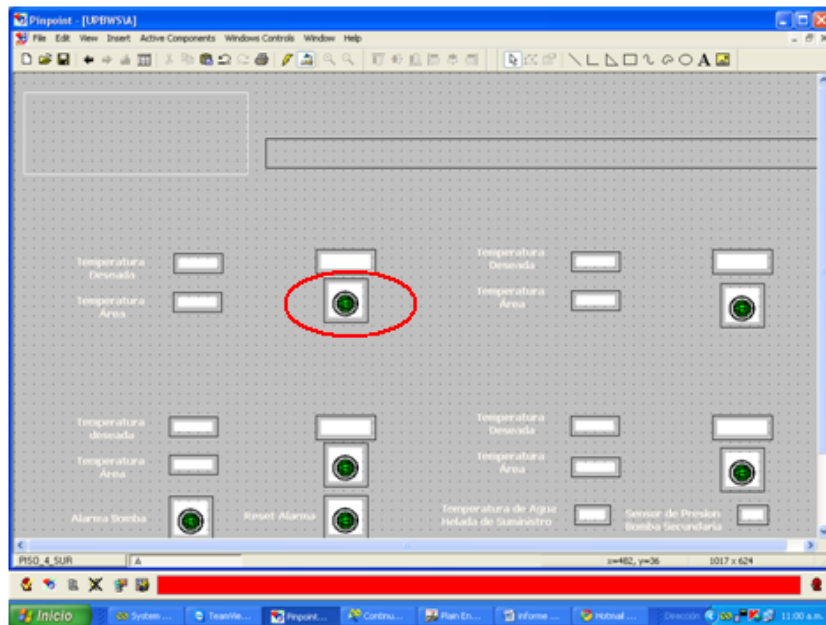 Pinpoint - [UPBWS\A]
File Edit View Insert Active Components Windows Controls Window Help
A
Temperatura
Deseada
Temperatura
Área
Temperatura
Deseada
Temperatura
Área
Temperatura
deseada
Temperatura
Área
Temperatura
Deseada
Temperatura
Área
Alarma Bomba
Reset Alarma
Temperatura de Agua
Helada de Suministro
Sensor de Presion
Bomba Secundaria
PISO_4_SUR A x=482, y=36 1017 x 624
Inicio System ... TeamVie... Pinpoint... Continu... Plain En... informe ... Hotmail ... Dirección 11:00 a.m.